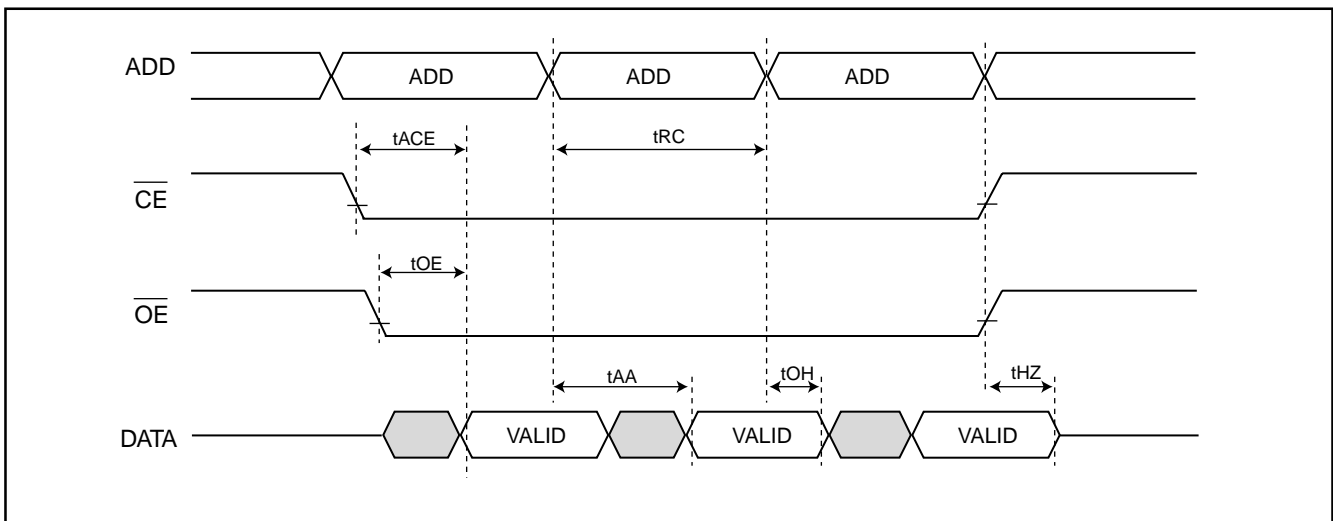 ADD
ADD
ADD
ADD
tACE
tRC
CE
tOE
OE
tAA
tOH
tHZ
DATA
VALID
VALID
VALID